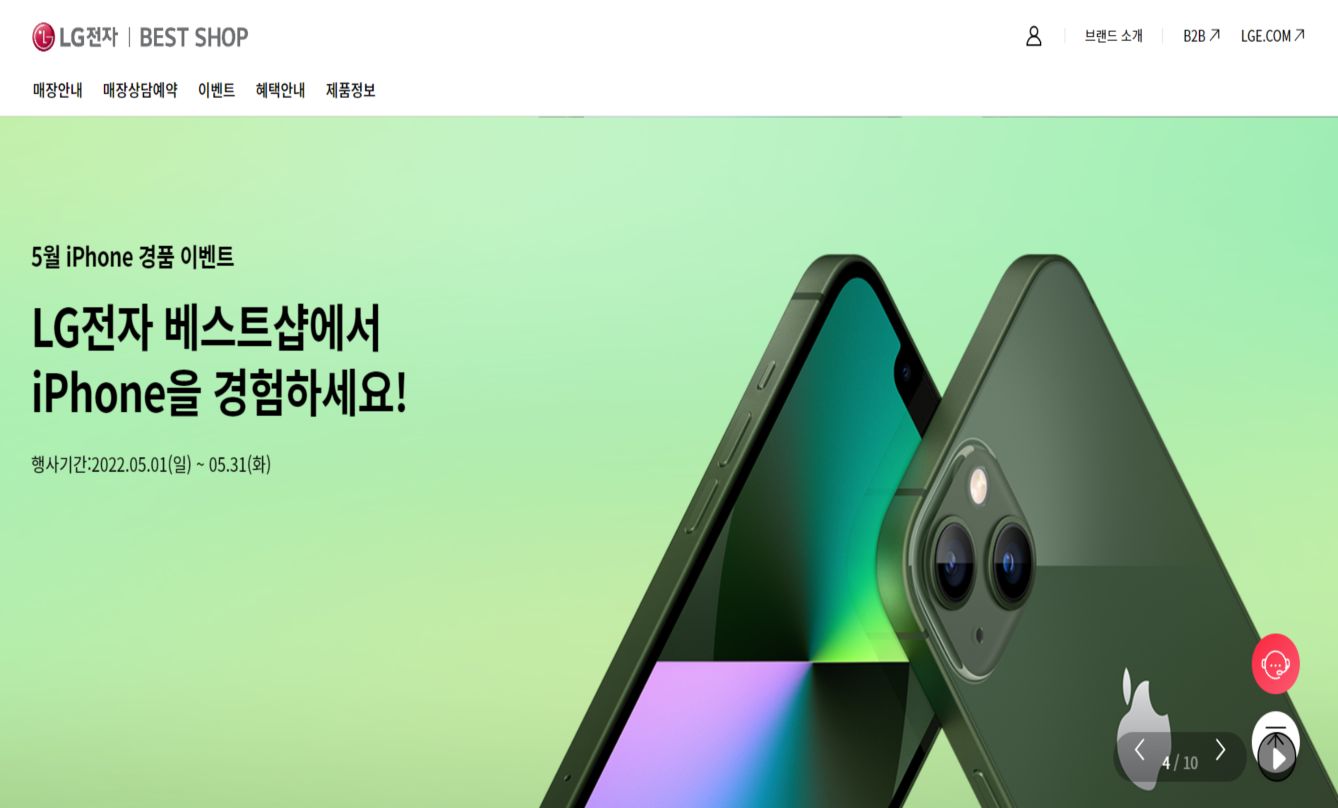 LG전자 | BEST SHOP
브랜드 소개
B2B
LGE.COM
매장안내 매장상담예약 이벤트 혜택안내 제품정보
5월 iPhone 경품 이벤트
LG전자 베스트샵에서
iPhone을 경험하세요!
행사기간:2022.05.01(일) ~ 05.31(화)
4 / 10